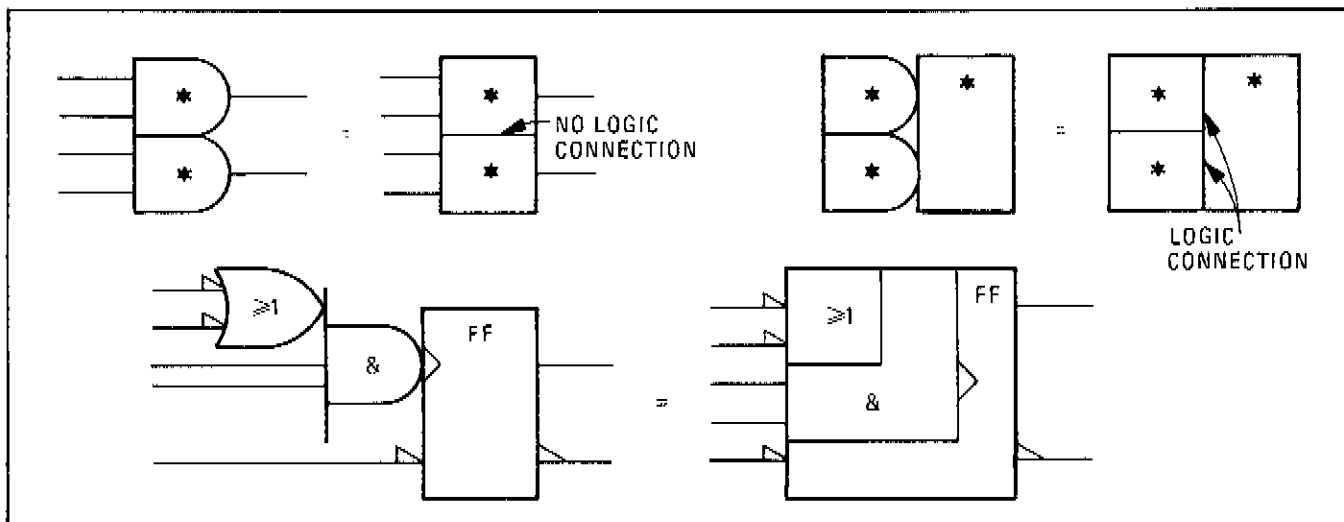 * * * *
=
=
* * * *
NO LOGIC
CONNECTION
LOGIC
CONNECTION
≥1 FF
&
=
≥1 FF
&